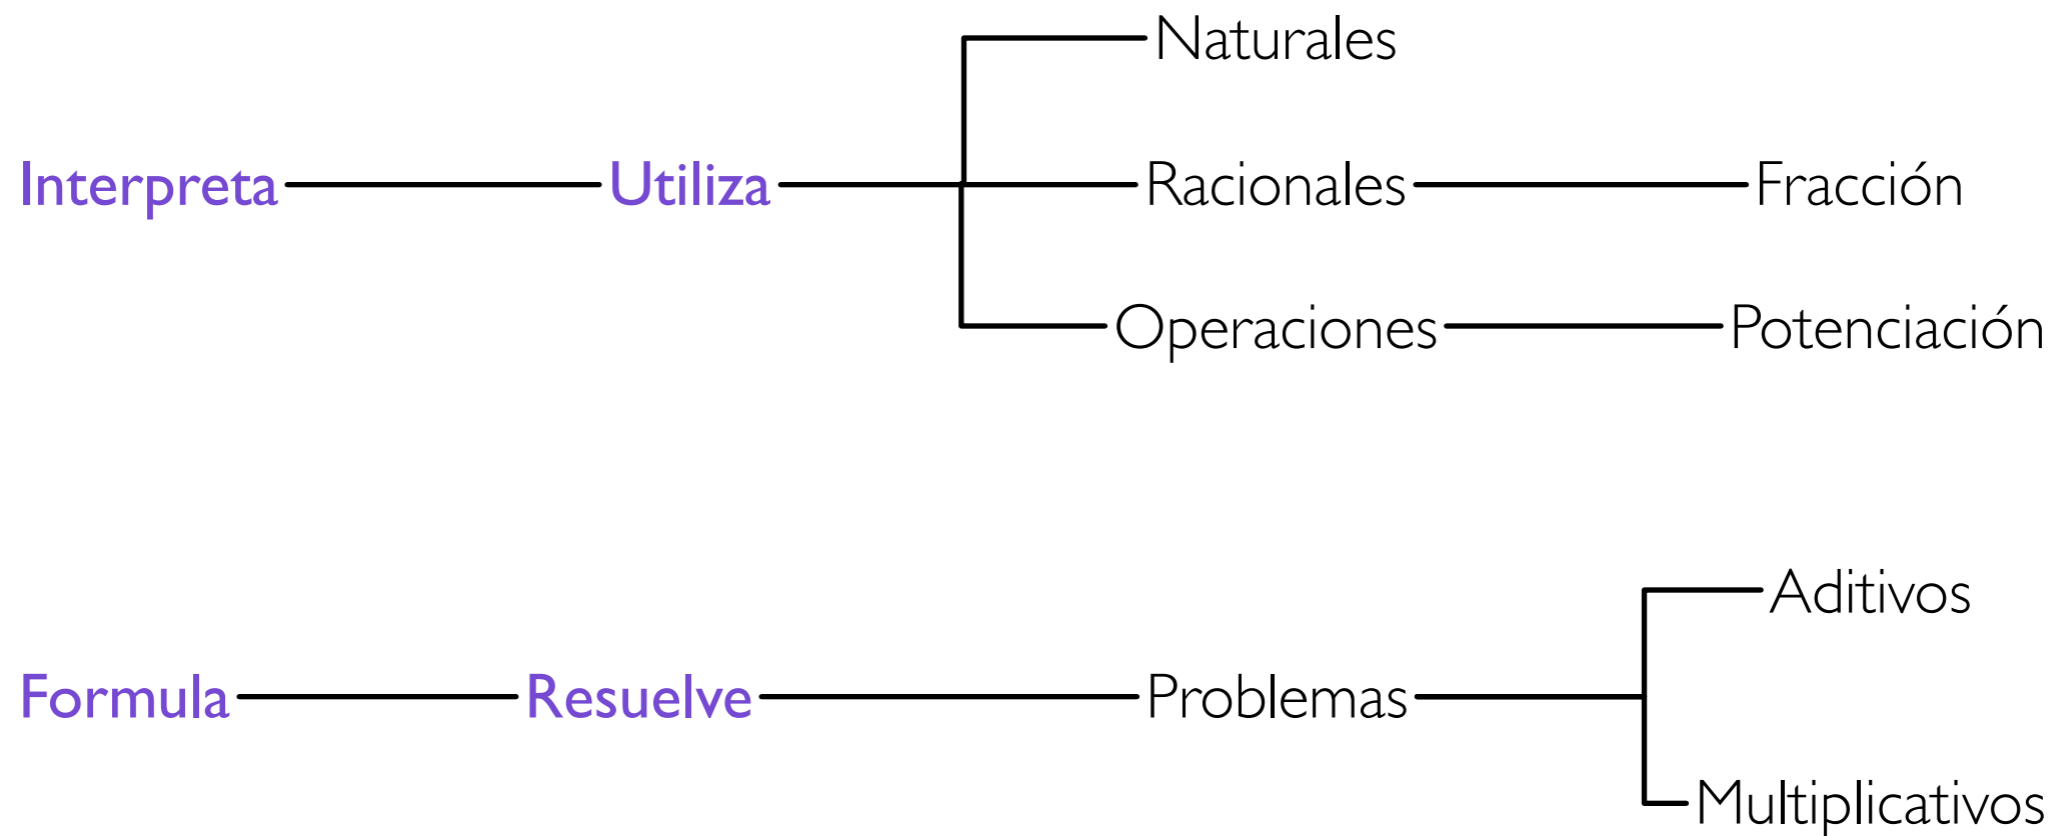 Naturales
Interpreta Utiliza Racionales Fracción
Operaciones Potenciación
Aditivos
Formula Resuelve Problemas
Multiplicativos